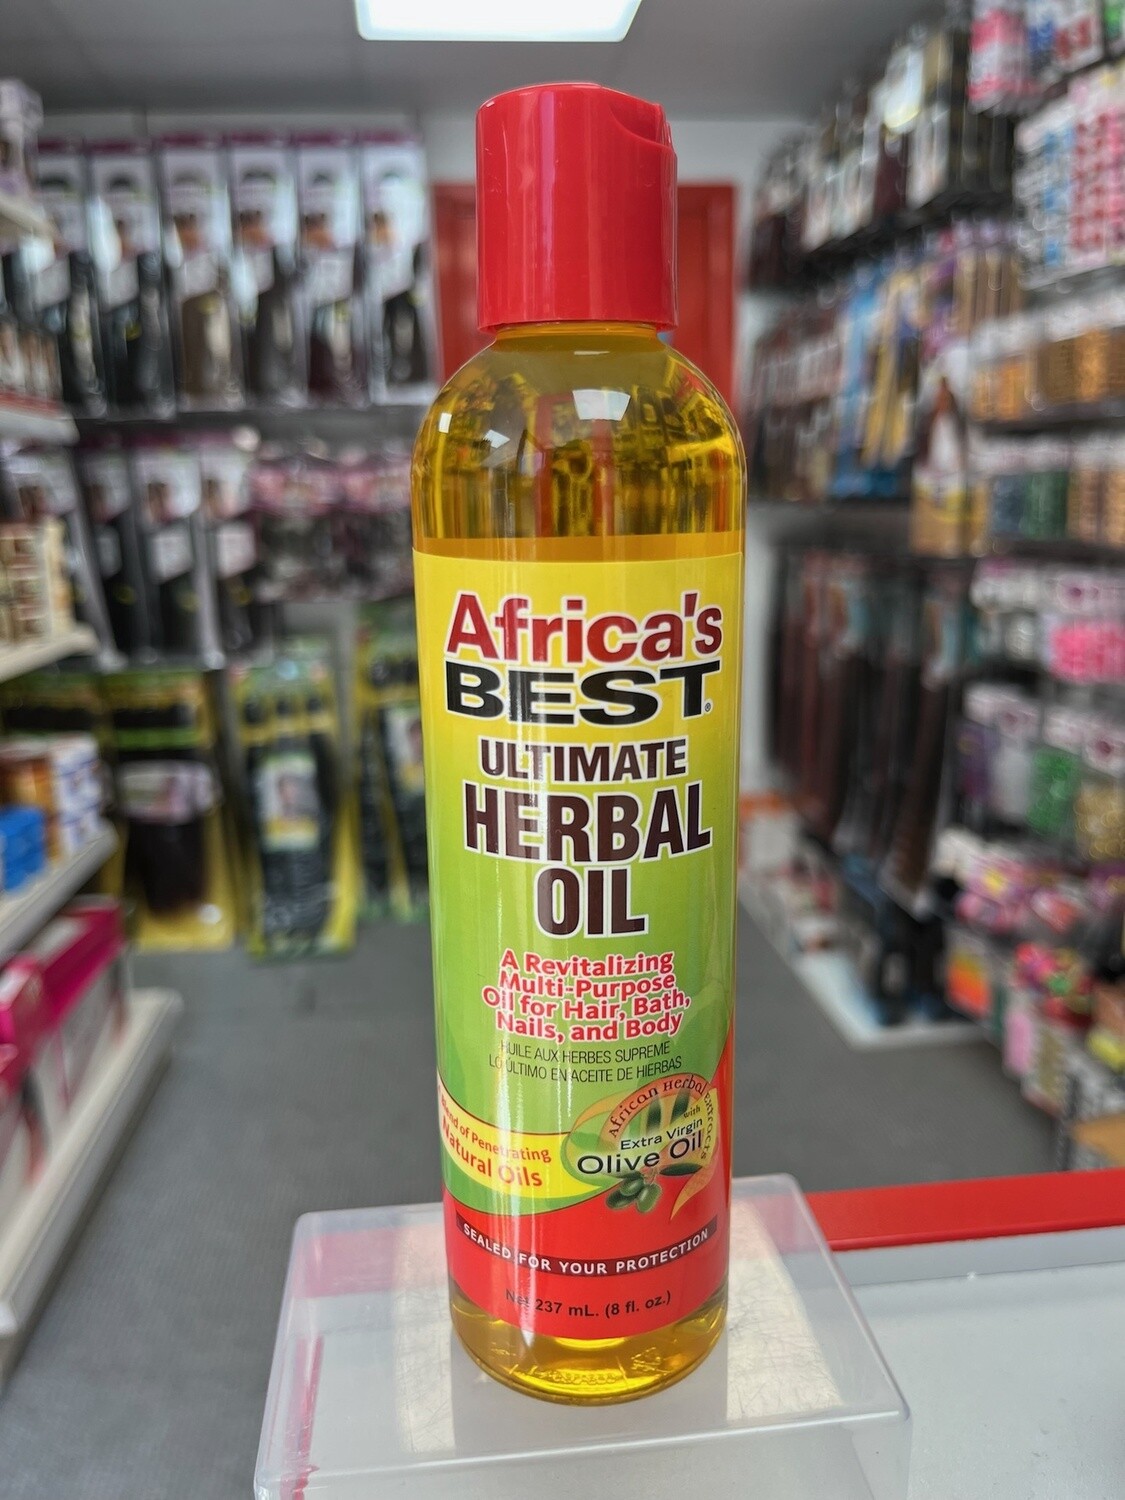 Africa's
BEST®
ULTIMATE
HERBAL
OIL
A Revitalizing
Multi-Purpose
Oil for Hair, Bath,
Nails, and Body
HUILE AUX HERBES SUPREME
LO ÚLTIMO EN ACEITE DE HIERBAS
Blend of Penetrating
Natural Oils
African Herbal Extracts
with
Extra Virgin
Olive Oil
SEALED FOR YOUR PROTECTION
Net 237 mL. (8 fl. oz.)